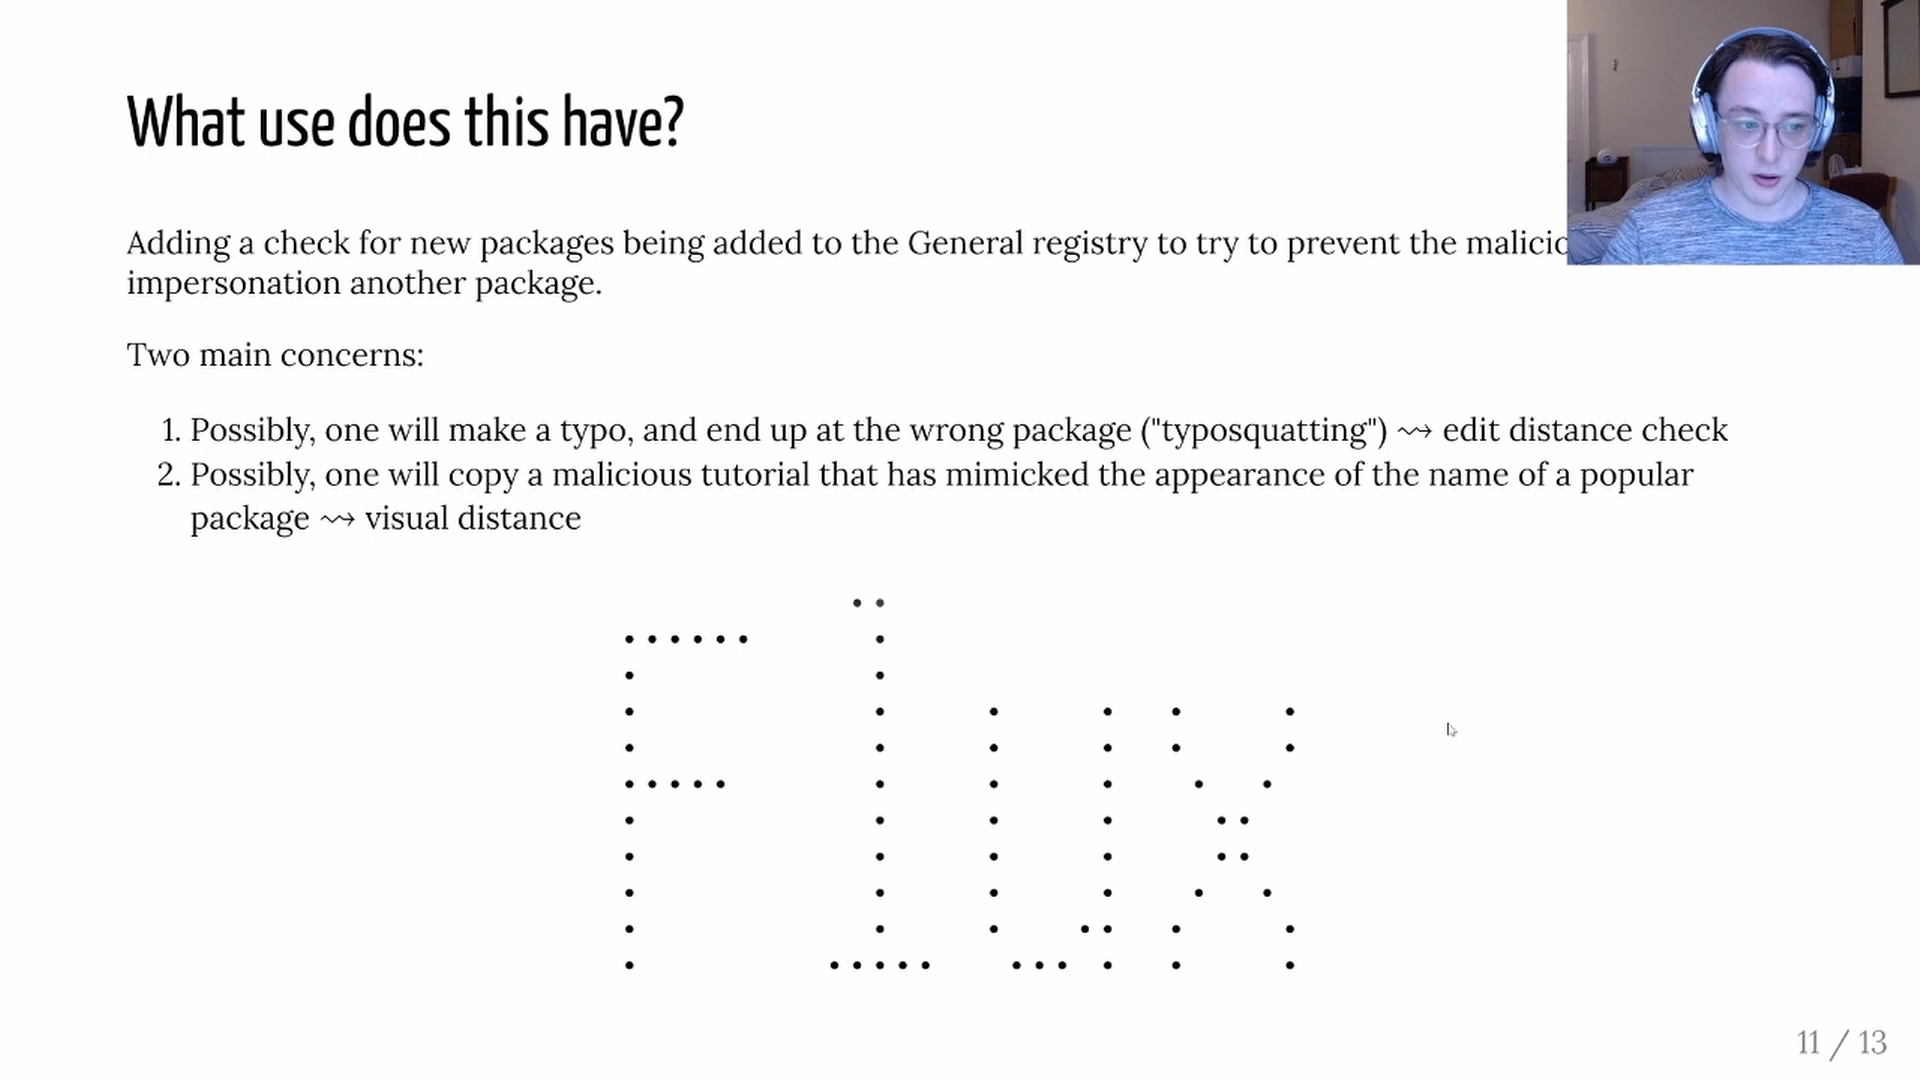 What use does this have?
Adding a check for new packages being added to the General registry to try to prevent the
impersonation another package.
Two main concerns:
1. Possibly, one will make a typo, and end up at the wrong package ("typosquatting") ⇝ edit distance check
2. Possibly, one will copy a malicious tutorial that has mimicked the appearance of the name of a popular
package ⇝ visual distance
Flux
11 / 13